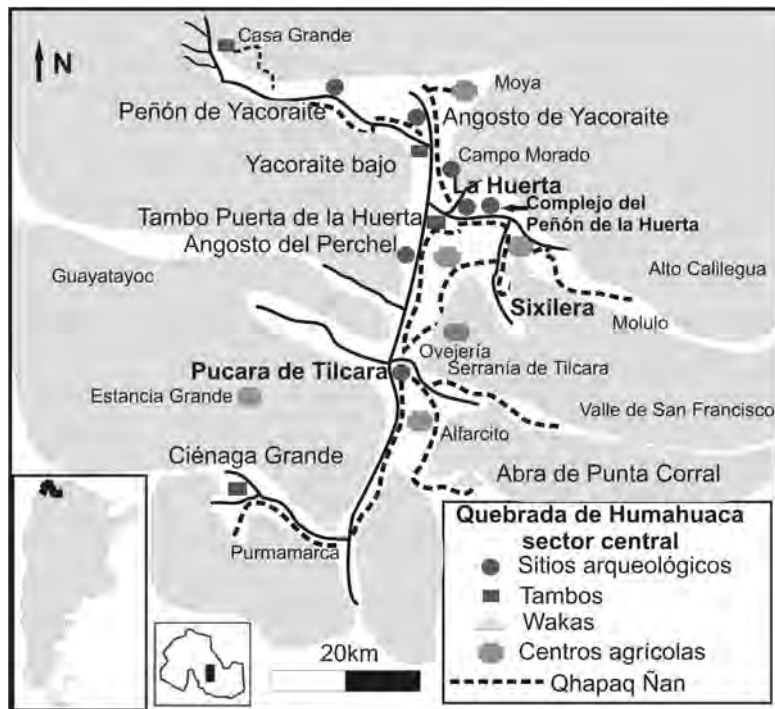 Casa Grande
N
Moya
Peñón de Yacoraite
Angosto de Yacoraite
Campo Morado
Yacoraite bajo
La Huerta
Complejo del
Peñón de la Huerta
Tambo Puerta de la Huerta
Angosto del Perchel
Guayatayoc
Alto Calilegua
Sixilera
Molulo
Ovejería
Pucara de Tilcara
Serranía de Tilcara
Estancia Grande
Valle de San Francisco
Alfarcito
Ciénaga Grande
Abra de Punta Corral
Purmamarca
Quebrada de Humahuaca
sector central
Sitios arqueológicos
Tambos
Wakas
Centros agrícolas
Qhapaq Ñan
20km